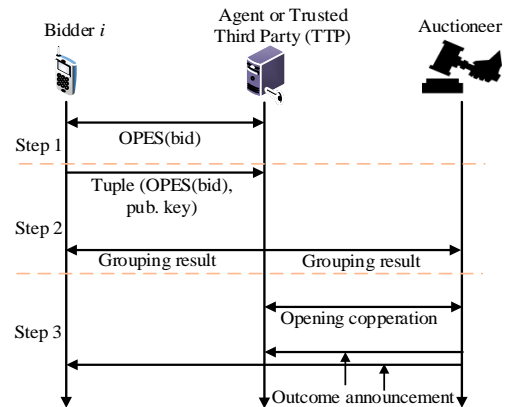 Bidder i
Agent or Trusted
Third Party (TTP)
Auctioneer
OPES(bid)
Step 1
Tuple (OPES(bid),
pub. key)
Step 2
Grouping result
Grouping result
Opening copperation
Step 3
Outcome announcement